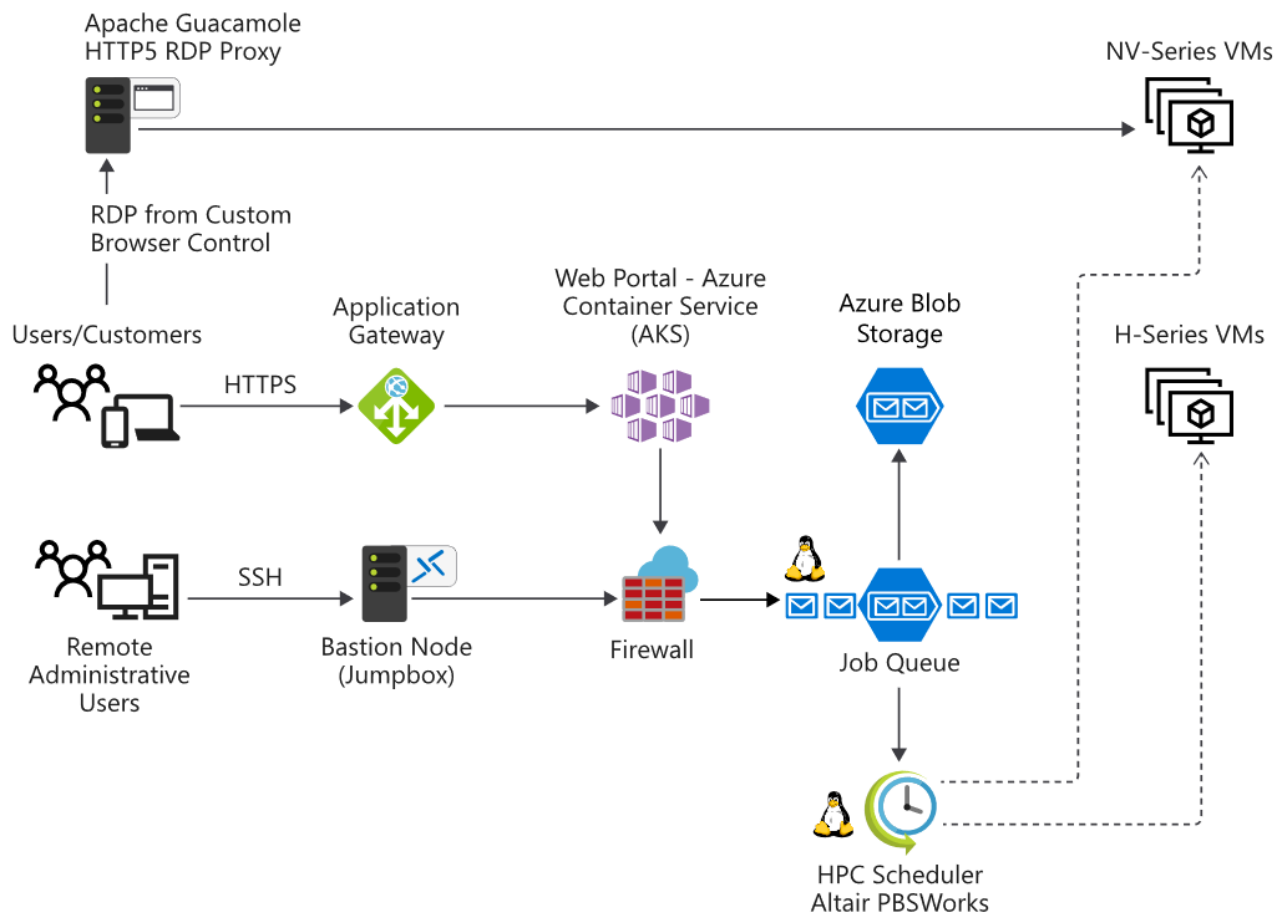 Apache Guacamole
HTTP5 RDP Proxy
NV-Series VMs
RDP from Custom
Browser Control
Web Portal - Azure
Container Service
(AKS)
Application
Gateway
Azure Blob
Storage
Users/Customers
H-Series VMs
HTTPS
SSH
Remote
Administrative
Users
Bastion Node
(Jumpbox)
Firewall
Job Queue
HPC Scheduler
Altair PBSWorks